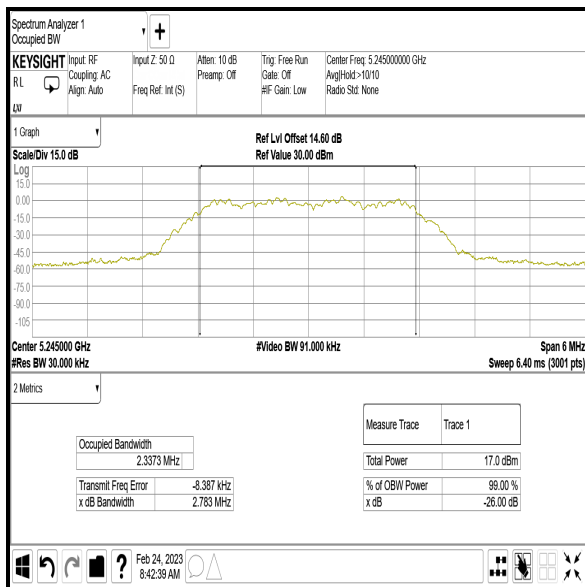 Spectrum Analyzer 1
Occupied BW
+
KEYSIGHT
RL
LXI
Input: RF
Coupling: AC
Align: Auto
Input Z: 50 Ω
Freq Ref: Int (S)
Atten: 10 dB
Preamp: Off
Trig: Free Run
Gate: Off
#IF Gain: Low
Center Freq: 5.245000000 GHz
Avg|Hold:>10/10
Radio Std: None
1 Graph
Scale/Div 15.0 dB
Ref Lvl Offset 14.60 dB
Ref Value 30.00 dBm
Log
15.0
0.00
-15.0
-30.0
-45.0
-60.0
-75.0
-90.0
-105
Center 5.245000 GHz
#Res BW 30.000 kHz
#Video BW 91.000 kHz
Span 6 MHz
Sweep 6.40 ms (3001 pts)
2 Metrics
Occupied Bandwidth
2.3373 MHz
Transmit Freq Error -8.387 kHz
x dB Bandwidth 2.783 MHz
Measure Trace Trace 1
Total Power 17.0 dBm
% of OBW Power 99.00 %
x dB -26.00 dB
?
Feb 24, 2023
8:42:39 AM